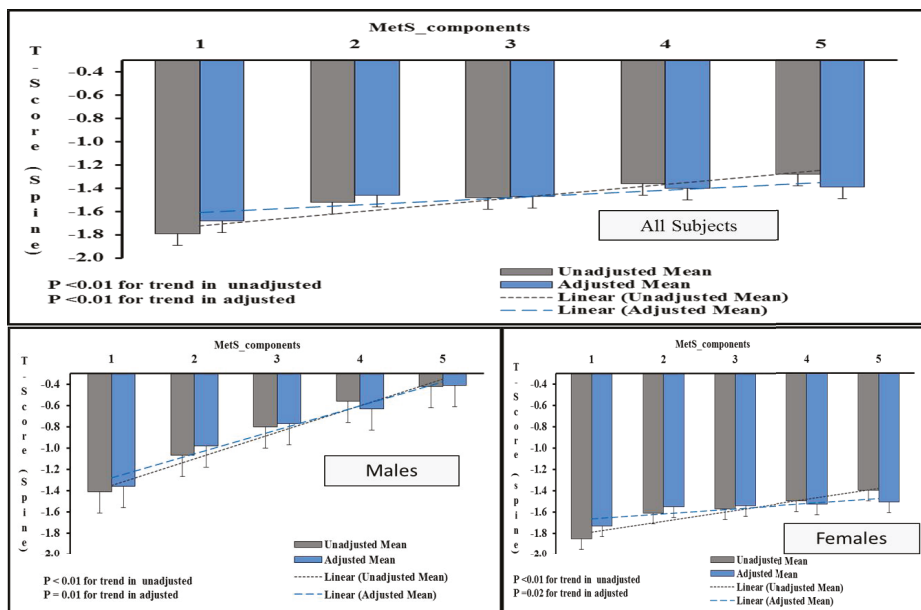 MetS_components
1 2 3 4 5
T-Score (Spine)
-0.4
-0.6
-0.8
-1.0
-1.2
-1.4
-1.6
-1.8
-2.0
All Subjects
P <0.01 for trend in unadjusted
P <0.01 for trend in adjusted
Unadjusted Mean
Adjusted Mean
Linear (Unadjusted Mean)
Linear (Adjusted Mean)
MetS_components
1 2 3 4 5
T-Score (Spine)
-0.4
-0.6
-0.8
-1.0
-1.2
-1.4
-1.6
-1.8
2.0
Males
P < 0.01 for trend in unadjusted
P = 0.01 for trend in adjusted
Unadjusted Mean
Adjusted Mean
Linear (Unadjusted Mean)
Linear (Adjusted Mean)
MetS_components
1 2 3 4 5
T-Score (spine)
-0.4
-0.6
-0.8
-1.0
-1.2
-1.4
-1.6
-1.8
-2.0
Females
P <0.01 for trend in unadjusted
P =0.02 for trend in adjusted
Unadjusted Mean
Adjusted Mean
Linear (Unadjusted Mean)
Linear (Adjusted Mean)